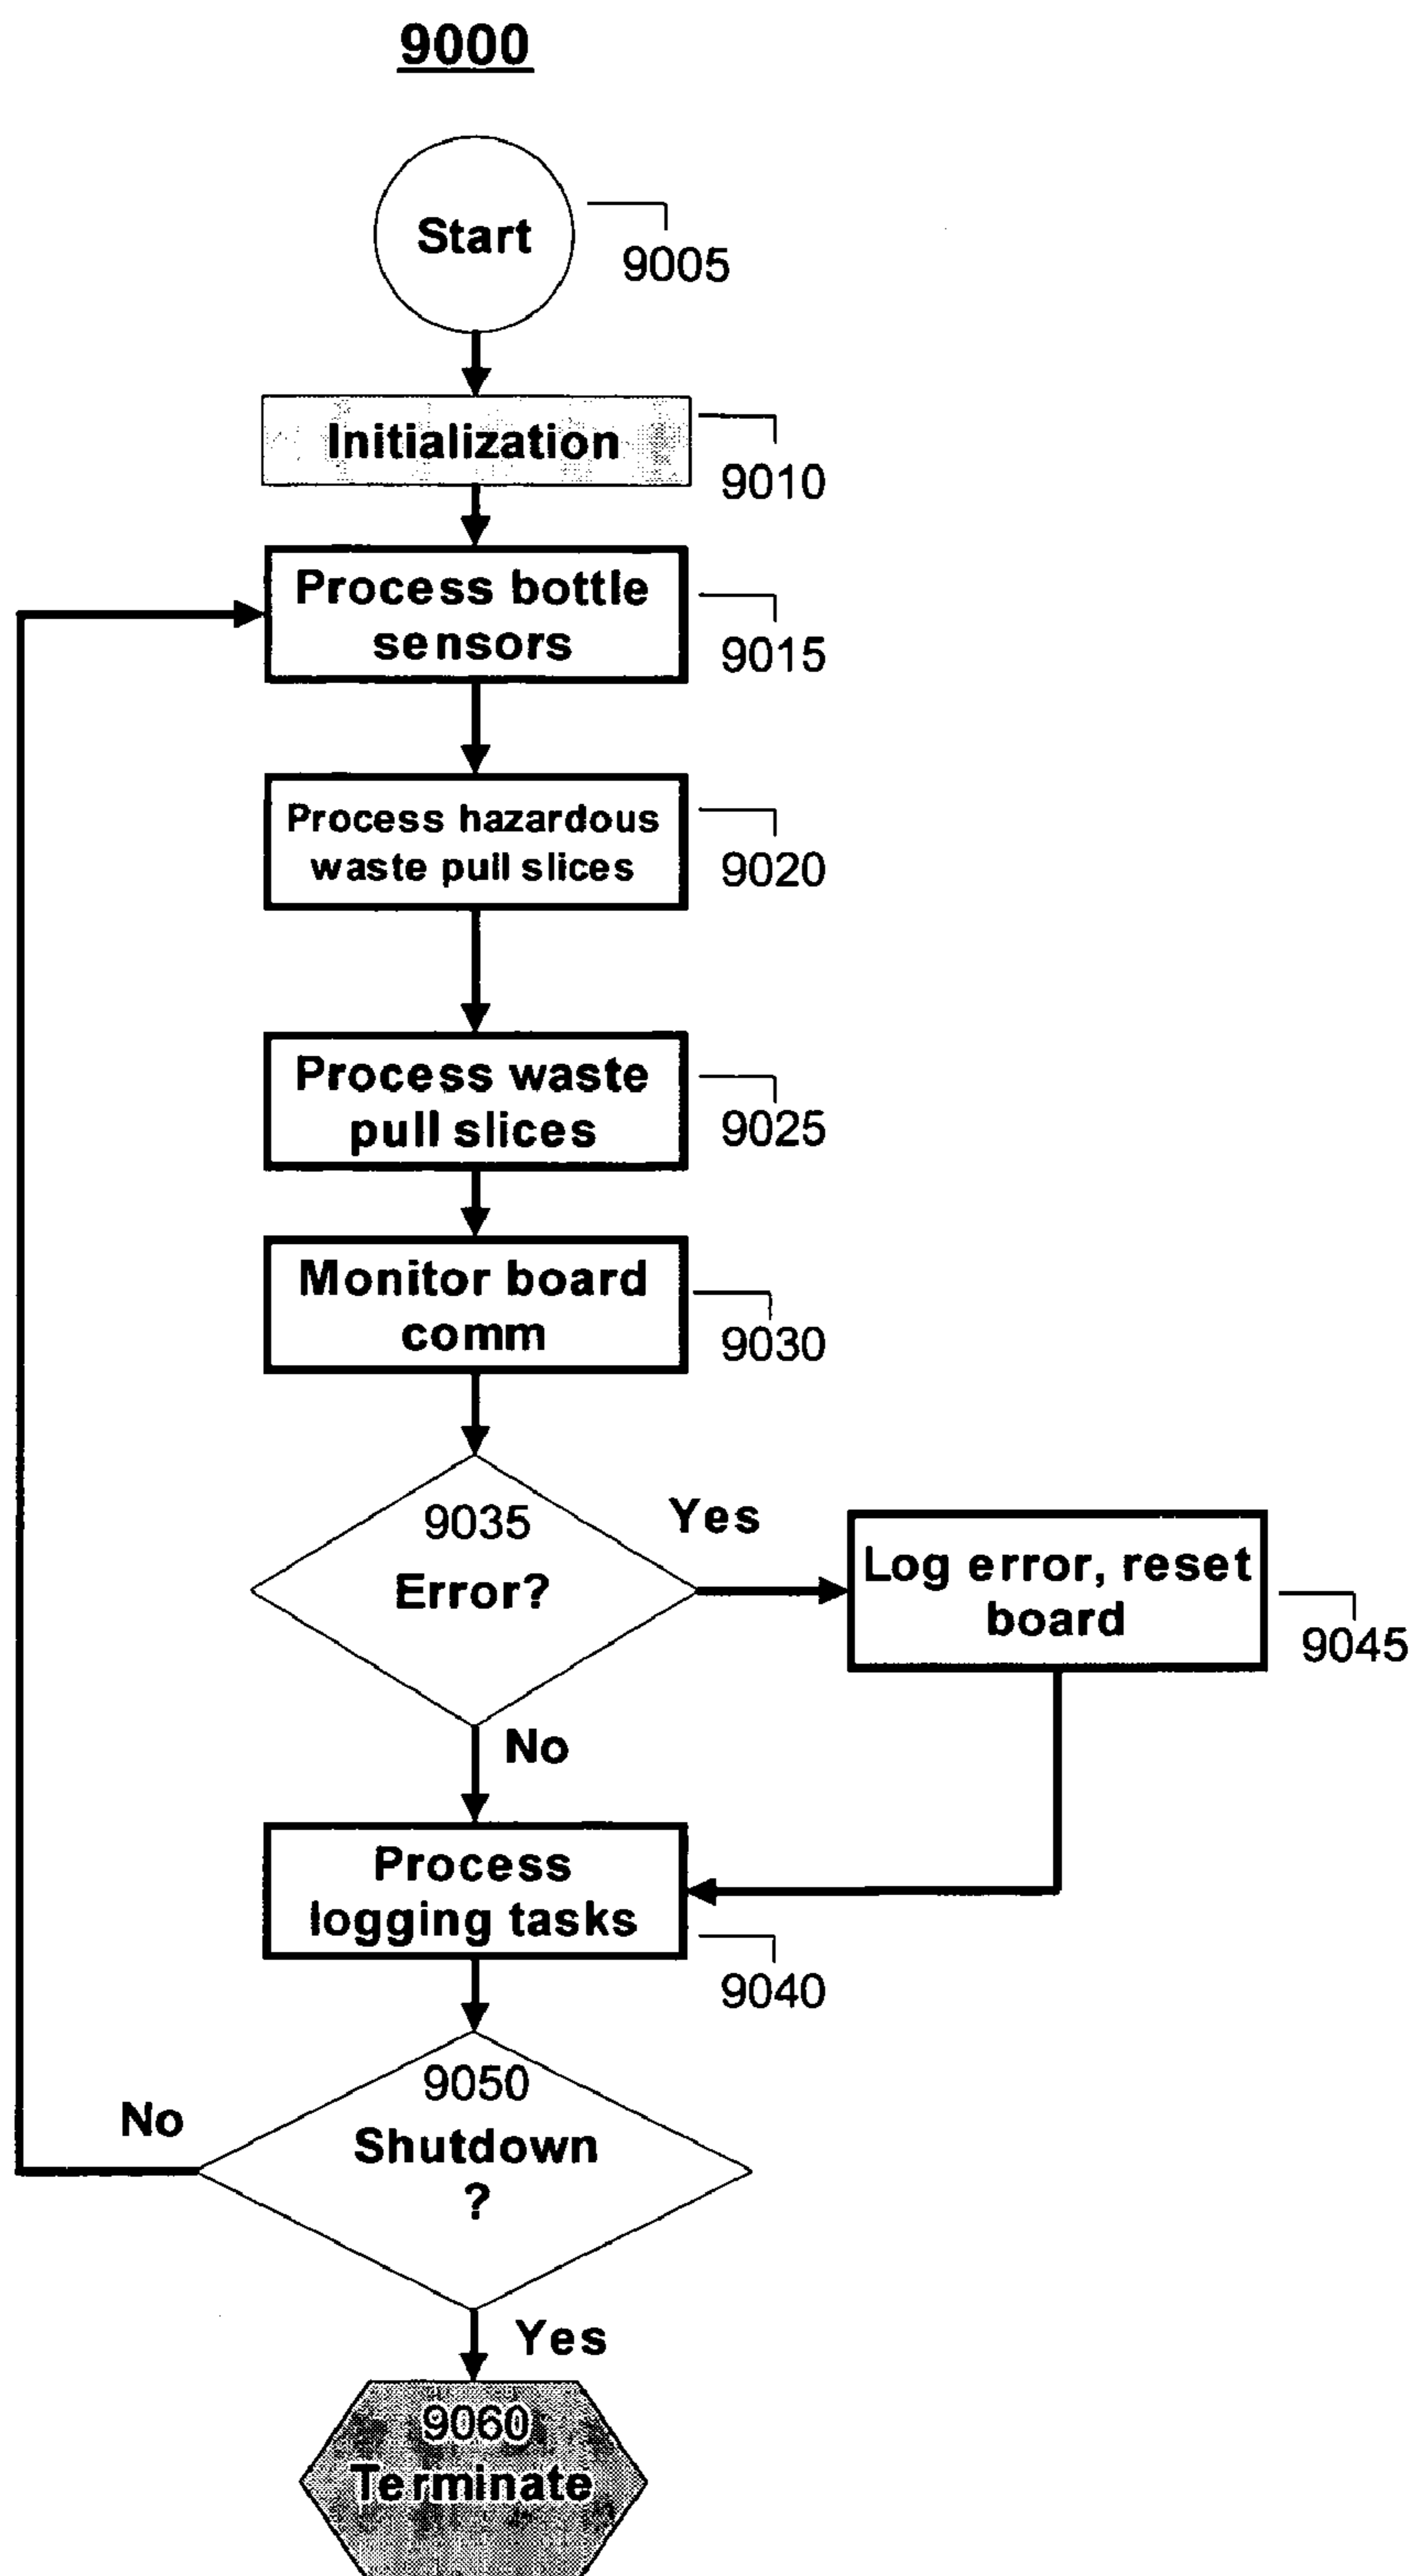 9000
Start
9005
Initialization
9010
Process bottle
sensors
9015
Process hazardous
waste pull slices
9020
Process waste
pull slices
9025
Monitor board
comm
9030
9035
Error?
Yes
Log error, reset
board
9045
No
Process
logging tasks
9040
9050
Shutdown
?
No
Yes
9060
Terminate